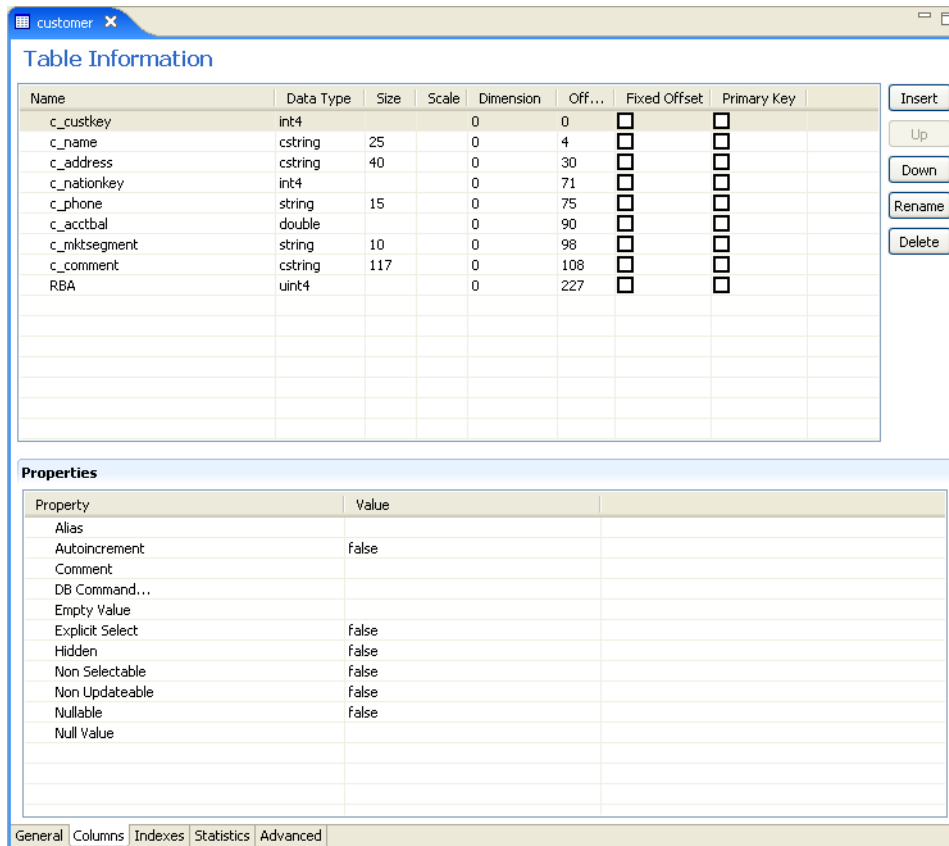 customer
Table Information
Name Data Type Size Scale Dimension Off... Fixed Offset Primary Key
c_custkey int4 0 0
c_name cstring 25 0 4
c_address cstring 40 0 30
c_nationkey int4 0 71
c_phone string 15 0 75
c_acctbal double 0 90
c_mktsegment string 10 0 98
c_comment cstring 117 0 108
RBA uint4 0 227
Insert
Up
Down
Rename
Delete
Properties
Property Value
Alias
Autoincrement false
Comment
DB Command...
Empty Value
Explicit Select false
Hidden false
Non Selectable false
Non Updateable false
Nullable false
Null Value
General Columns Indexes Statistics Advanced